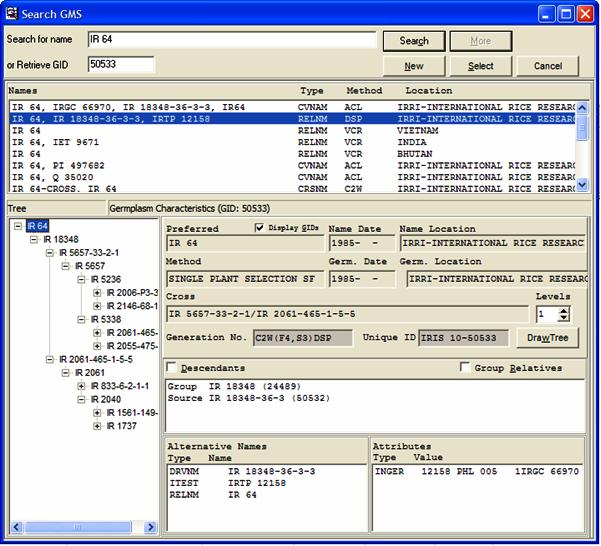 Search GMS
Search for name IR 64 Search More
or Retrieve GID 50533 New Select Cancel
Names Type Method Location
IR 64, IRGC 66970, IR 18348-36-3-3, IR64 CVNAM ACL IRRI-INTERNATIONAL RICE RESEARC
IR 64, IR 18348-36-3-3, IRTP 12158 RELNM DSP IRRI-INTERNATIONAL RICE RESEARC
IR 64 RELNM VCR VIETNAM
IR 64, IET 9671 RELNM VCR INDIA
IR 64 RELNM VCR BHUTAN
IR 64, PI 497682 CVNAM ACL IRRI-INTERNATIONAL RICE RESEARC
IR 64, Q 35020 CVNAM ACL IRRI-INTERNATIONAL RICE RESEARC
IR 64-CROSS. IR 64 CRSNM C2W IRRI-INTERNATIONAL RICE RESEARC
Tree Germplasm Characteristics (GID: 50533)
IR 64
IR 18348
IR 5657-33-2-1
IR 5657
IR 5236
IR 2006-P3-3
IR 2146-68-1
IR 5338
IR 2061-465-
IR 2055-475-
IR 2061-465-1-5-5
IR 2061
IR 833-6-2-1-1
IR 2040
IR 1561-149-
IR 1737
Preferred Display GIDs Name Date Name Location
IR 64 1985- - IRRI-INTERNATIONAL RICE RESEARC
Method Germ. Date Germ. Location
SINGLE PLANT SELECTION SF 1985- - IRRI-INTERNATIONAL RICE RESEARC
Cross Levels
IR 5657-33-2-1/IR 2061-465-1-5-5 1
Generation No. C2W(F4,S3)DSP Unique ID IRIS 10-50533 DrawTree
Descendants Group Relatives
Group IR 18348 (24489)
Source IR 18348-36-3 (50532)
Alternative Names
Type Name
DRVNM IR 18348-36-3-3
ITEST IRTP 12158
RELNM IR 64
Attributes
Type Value
INGER 12158 PHL 005 1IRGC 66970